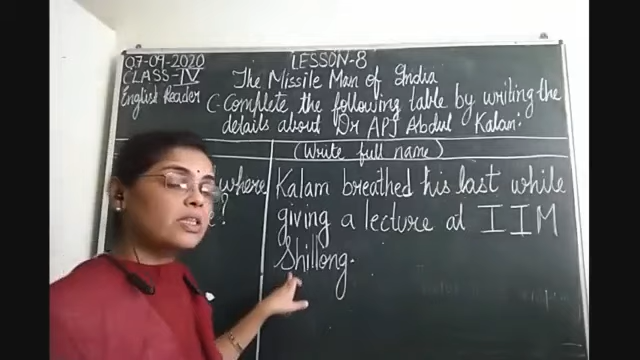 07-09-2020
LESSON-8
CLASS-IV
The Missile Man of India
English Reader
C-Complete the following table by writing the
details about Dr APJ Abdul Kalam:
(Write full name)
where
?
Kalam breathed his last while
giving a lecture at IIM
Shillong.